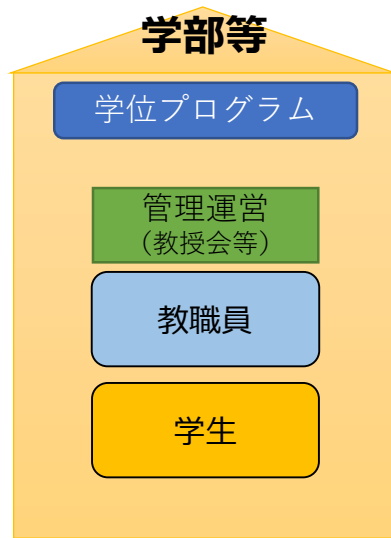 学部等
学位プログラム
管理運営
（教授会等）
教職員
学生